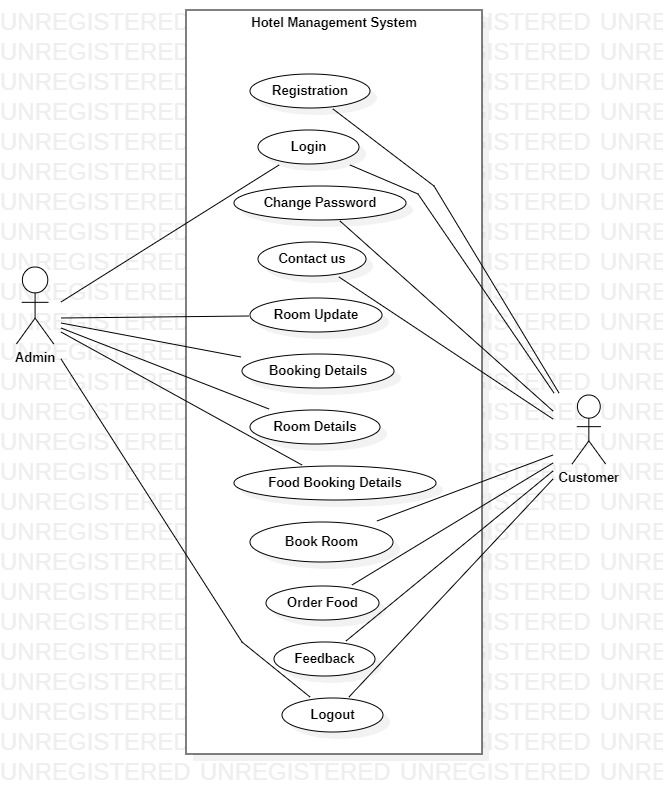 Hotel Management System
Registration
Login
Change Password
Contact us
Room Update
Admin
Booking Details
Room Details
Customer
Food Booking Details
Book Room
Order Food
Feedback
Logout
UNREGISTERED UNREGISTERED UNREGISTERED UNRE